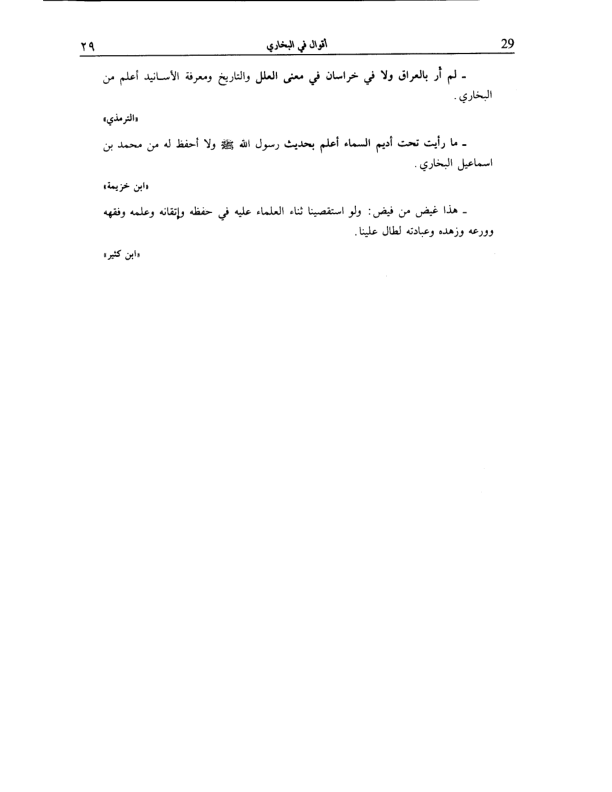 29 أقوال في البخاري ٢٩
ـ لم أَر بالعراق ولا في خراسان في معنى العلل والتاريخ ومعرفة الأسانيد أعلم من
البخاري .
«الترمذي»
ـ ما رأيت تحت أديم السماء أعلم بحديث رسول الله ﷺ ولا أحفظ له من محمد بن
اسماعيل البخاري .
«ابن خزيمة»
ـ هذا غيض من فيض: ولو استقصينا ثناء العلماء عليه في حفظه وإتقانه وعلمه وفقهه
وورعه وزهده وعبادته لطال علينا.
«ابن كثير»